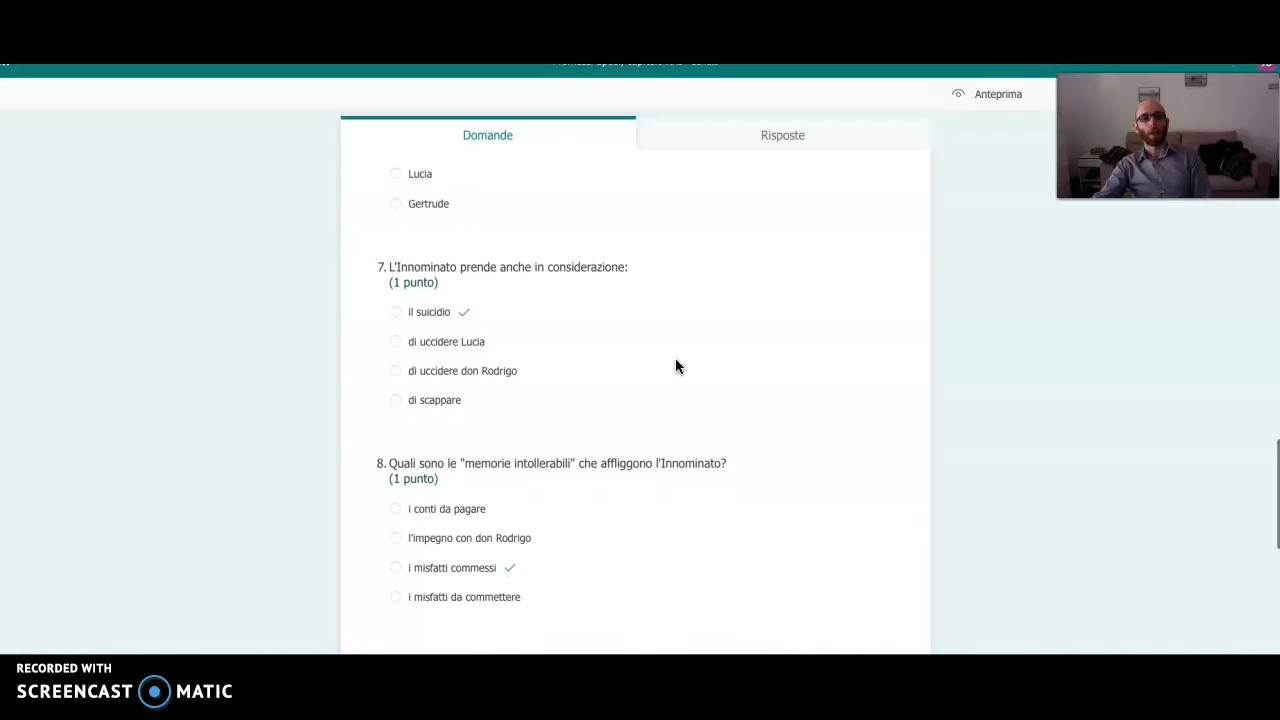 Anteprima
Domande
Risposte
Lucia
Gertrude
7. L'Innominato prende anche in considerazione:
(1 punto)
il suicidio
di uccidere Lucia
di uccidere don Rodrigo
di scappare
8. Quali sono le "memorie intollerabili" che affliggono l'Innominato?
(1 punto)
i conti da pagare
l'impegno con don Rodrigo
i misfatti commessi
i misfatti da commettere
RECORDED WITH
SCREENCAST MATIC